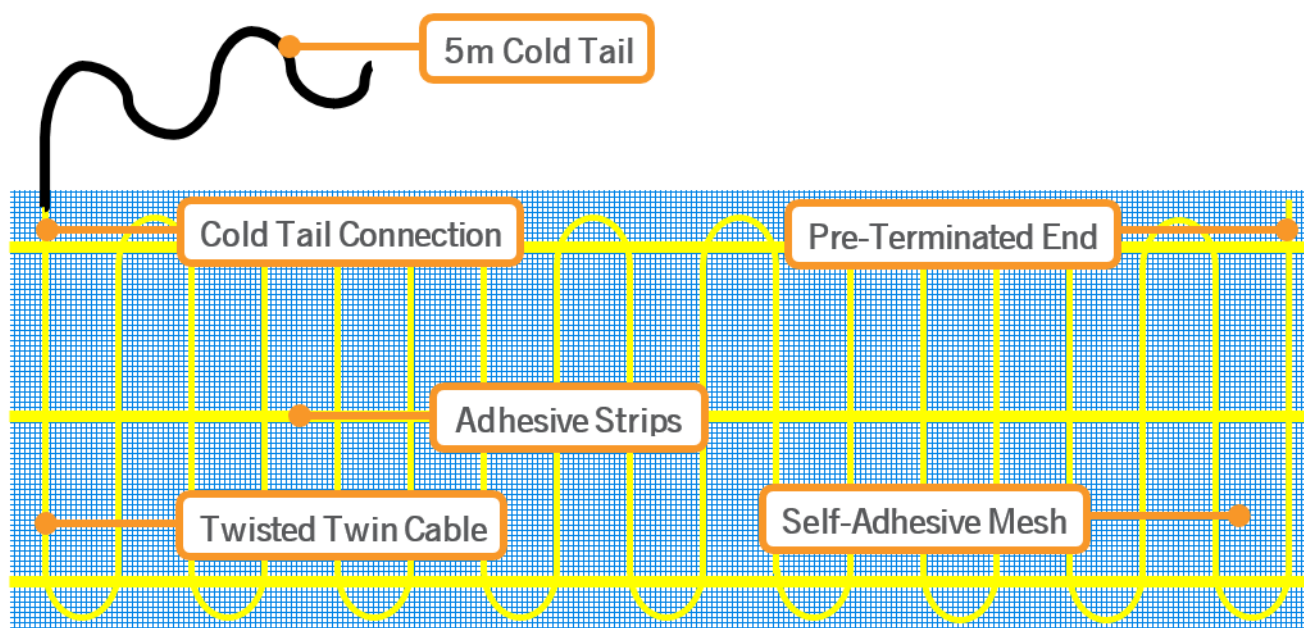 5m Cold Tail
Cold Tail Connection
Pre-Terminated End
Adhesive Strips
Twisted Twin Cable
Self-Adhesive Mesh